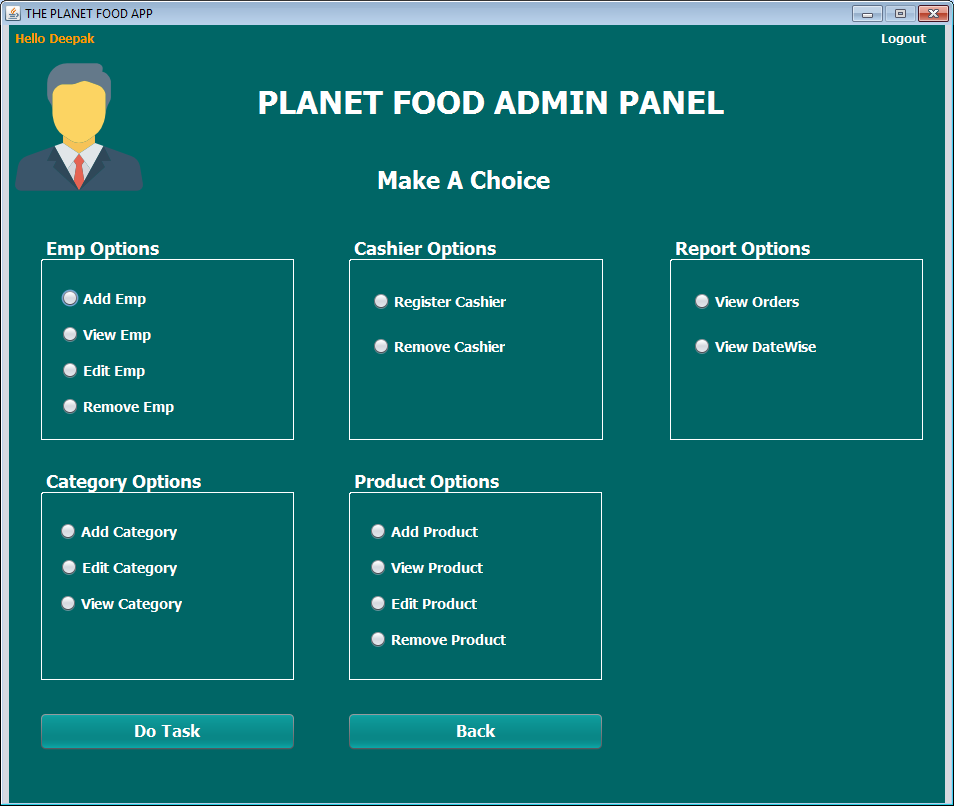 THE PLANET FOOD APP
Hello Deepak
Logout
PLANET FOOD ADMIN PANEL
Make A Choice
Emp Options
Add Emp
View Emp
Edit Emp
Remove Emp
Cashier Options
Register Cashier
Remove Cashier
Report Options
View Orders
View DateWise
Category Options
Add Category
Edit Category
View Category
Product Options
Add Product
View Product
Edit Product
Remove Product
Do Task
Back